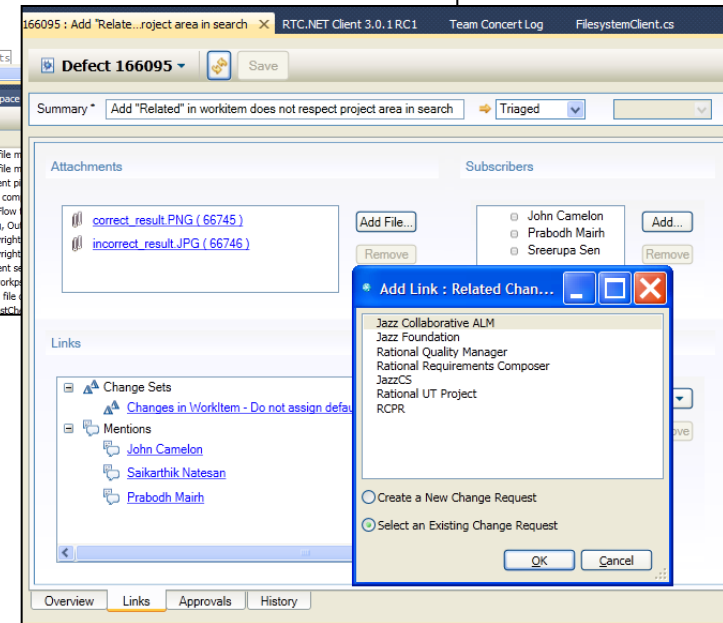 166095 : Add "Relate...roject area in search
RTC.NET Client 3.0.1 RC1
Team Concert Log
FilesystemClient.cs
Defect 166095
Save
Summary *
Add "Related" in workitem does not respect project area in search
Triaged
Attachments
Subscribers
correct_result.PNG ( 66745 )
incorrect_result.JPG ( 66746 )
Add File...
Remove
John Camelon
Prabodh Mairh
Sreerupa Sen
Add...
Remove
Links
Change Sets
Changes in WorkItem - Do not assign defau
Mentions
John Camelon
Saikarthik Natesan
Prabodh Mairh
Add Link : Related Chan...
Jazz Collaborative ALM
Jazz Foundation
Rational Quality Manager
Rational Requirements Composer
JazzCS
Rational UT Project
RCPR
Create a New Change Request
Select an Existing Change Request
OK
Cancel
Overview
Links
Approvals
History